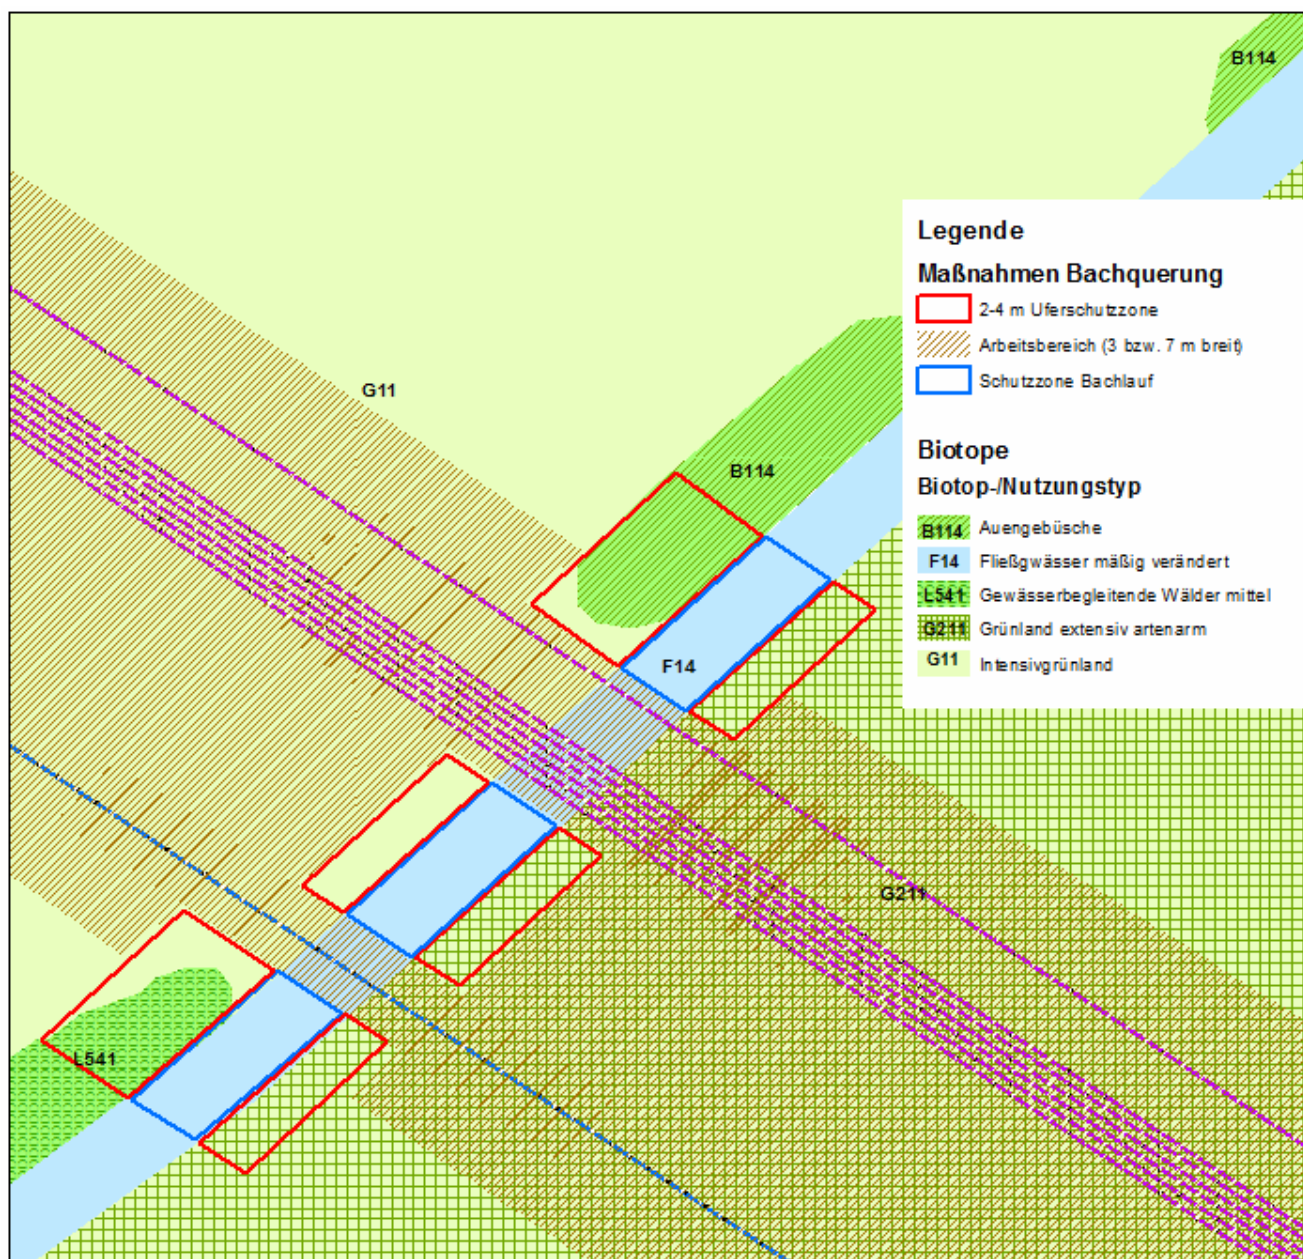 B114
Legende
Maßnahmen Bachquerung
2-4 m Uferschutzzone
Arbeitsbereich (3 bzw. 7 m breit)
Schutzzone Bachlauf
G11
Biotope
B114
Biotop-/Nutzungstyp
B114 Auengebüsche
F14 Fließgwässer mäßig verändert
L541 Gewässerbegleitende Wälder mittel
G211 Grünland extensiv artenarm
G11 Intensivgrünland
F14
G211
L541